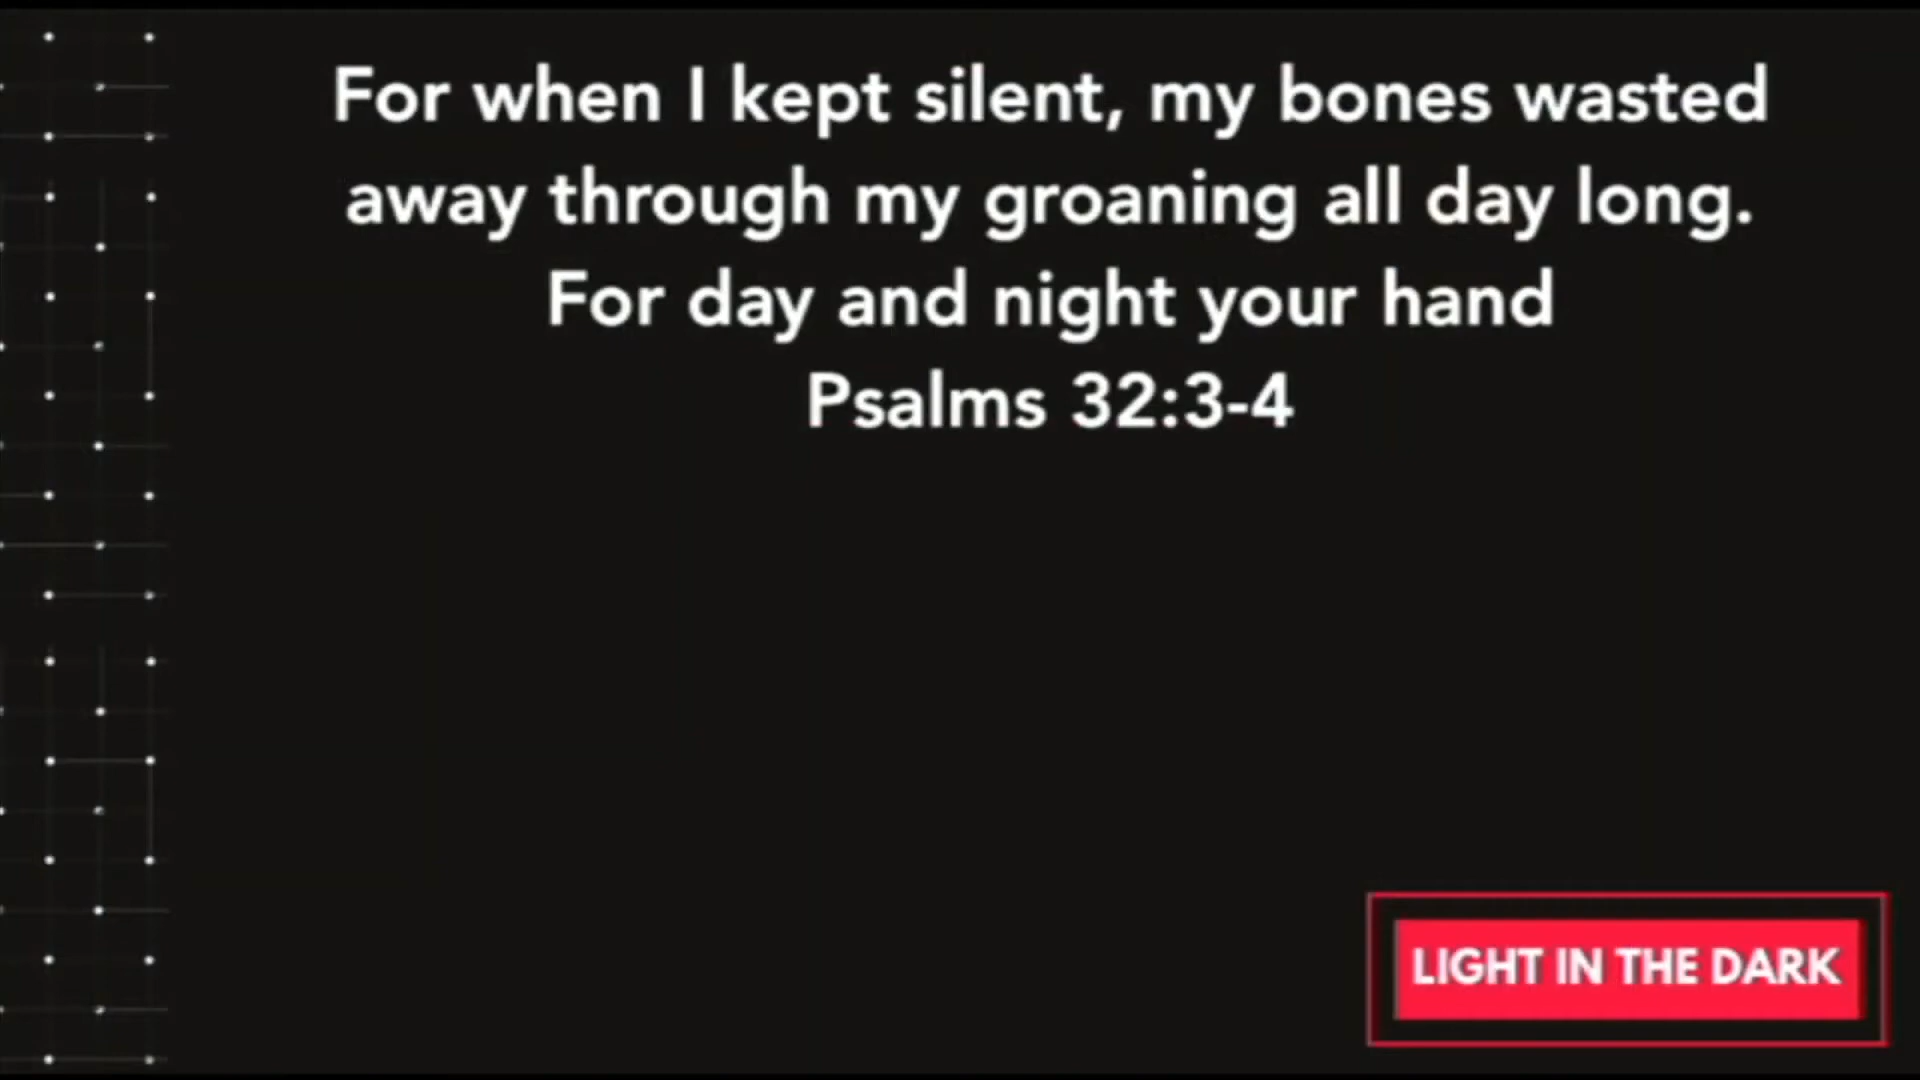 For when I kept silent, my bones wasted
away through my groaning all day long.
For day and night your hand
Psalms 32:3-4
LIGHT IN THE DARK